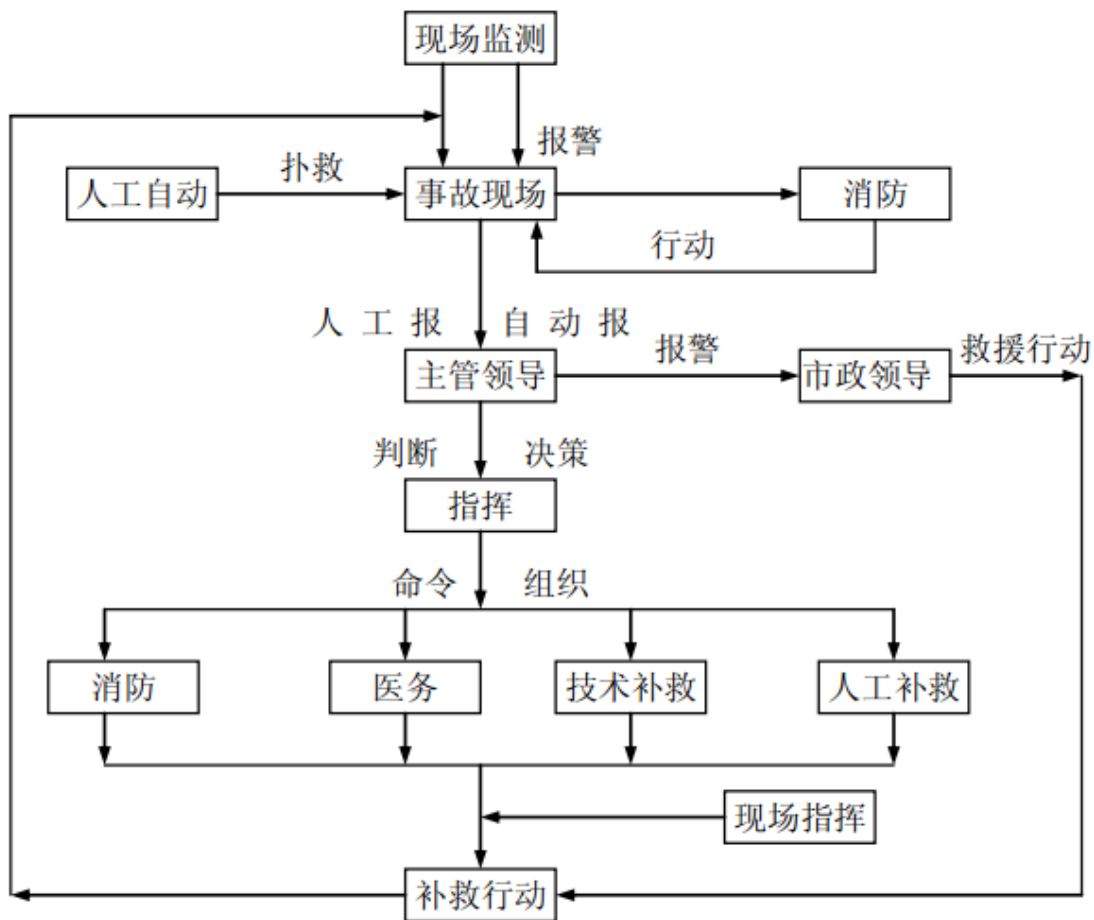 现场监测
报警
扑救
人工自动
事故现场
消防
行动
人 工 报 自 动 报
报警
救援行动
主管领导
市政领导
判断 决策
指挥
命令 组织
消防
医务
技术补救
人工补救
现场指挥
补救行动